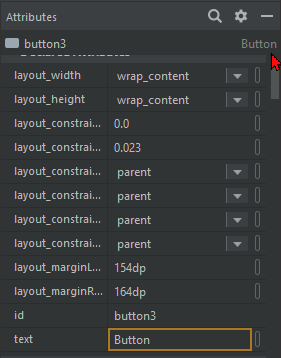 Attributes
button3 Button
layout_width wrap_content
layout_height wrap_content
layout_constrai... 0.0
layout_constrai... 0.023
layout_constrai... parent
layout_constrai... parent
layout_constrai... parent
layout_constrai... parent
layout_marginL... 154dp
layout_marginR... 164dp
id button3
text Button